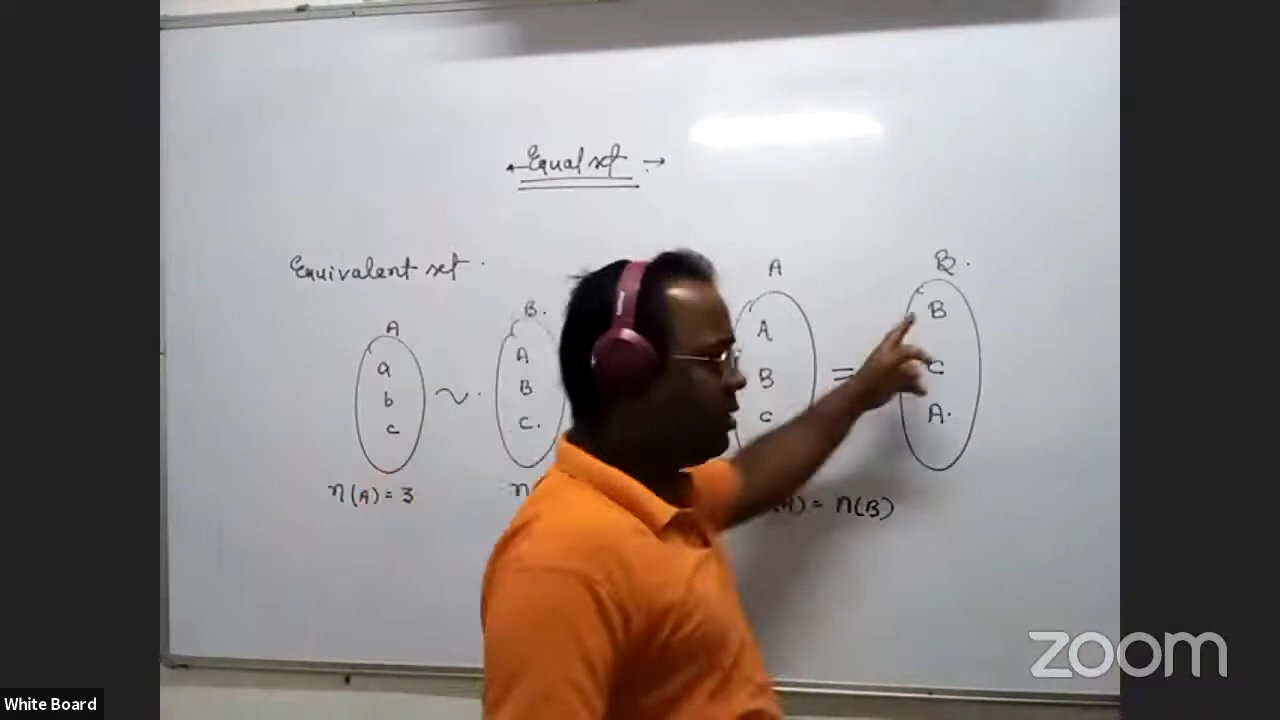 Equal set
Equivalent set
A
a
b
c
n(A) = 3
~
B.
A
B
C.
n
A
A
B
C
=
B.
B
C
A.
= n(B)
White Board
zoom